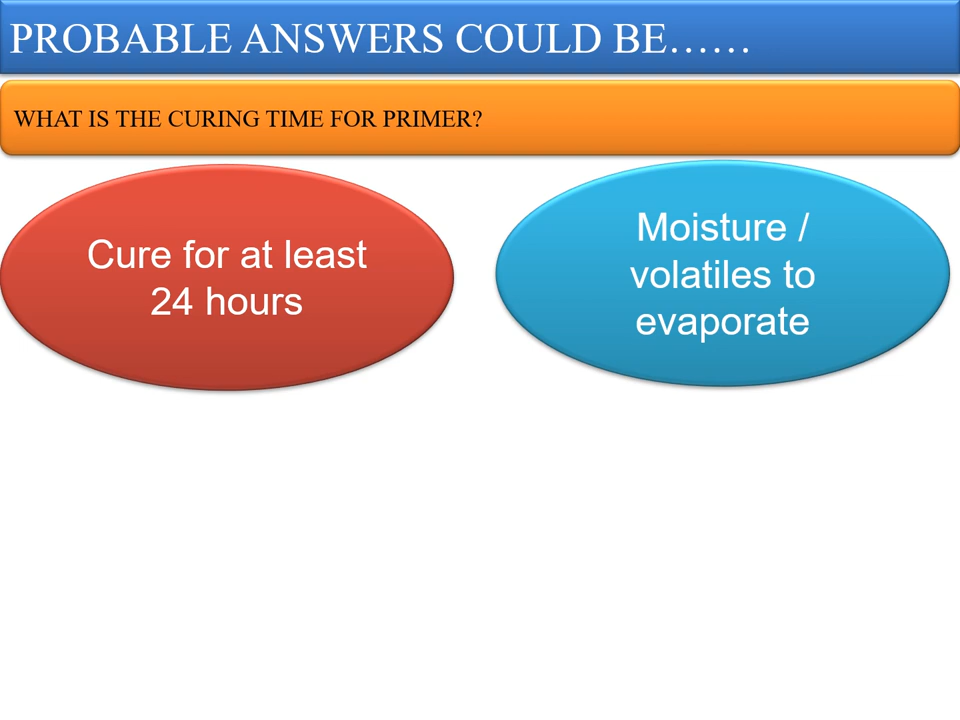 PROBABLE ANSWERS COULD BE……
WHAT IS THE CURING TIME FOR PRIMER?
Cure for at least
24 hours
Moisture /
volatiles to
evaporate